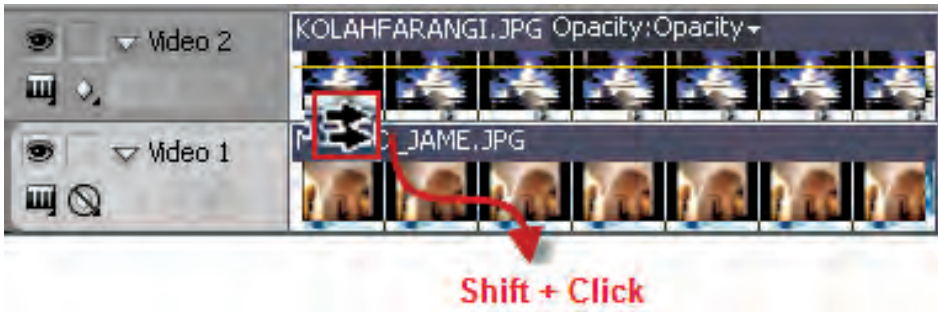 Video 2
KOLAHFARANGI.JPG Opacity:Opacity
Video 1
_JAME.JPG
Shift + Click